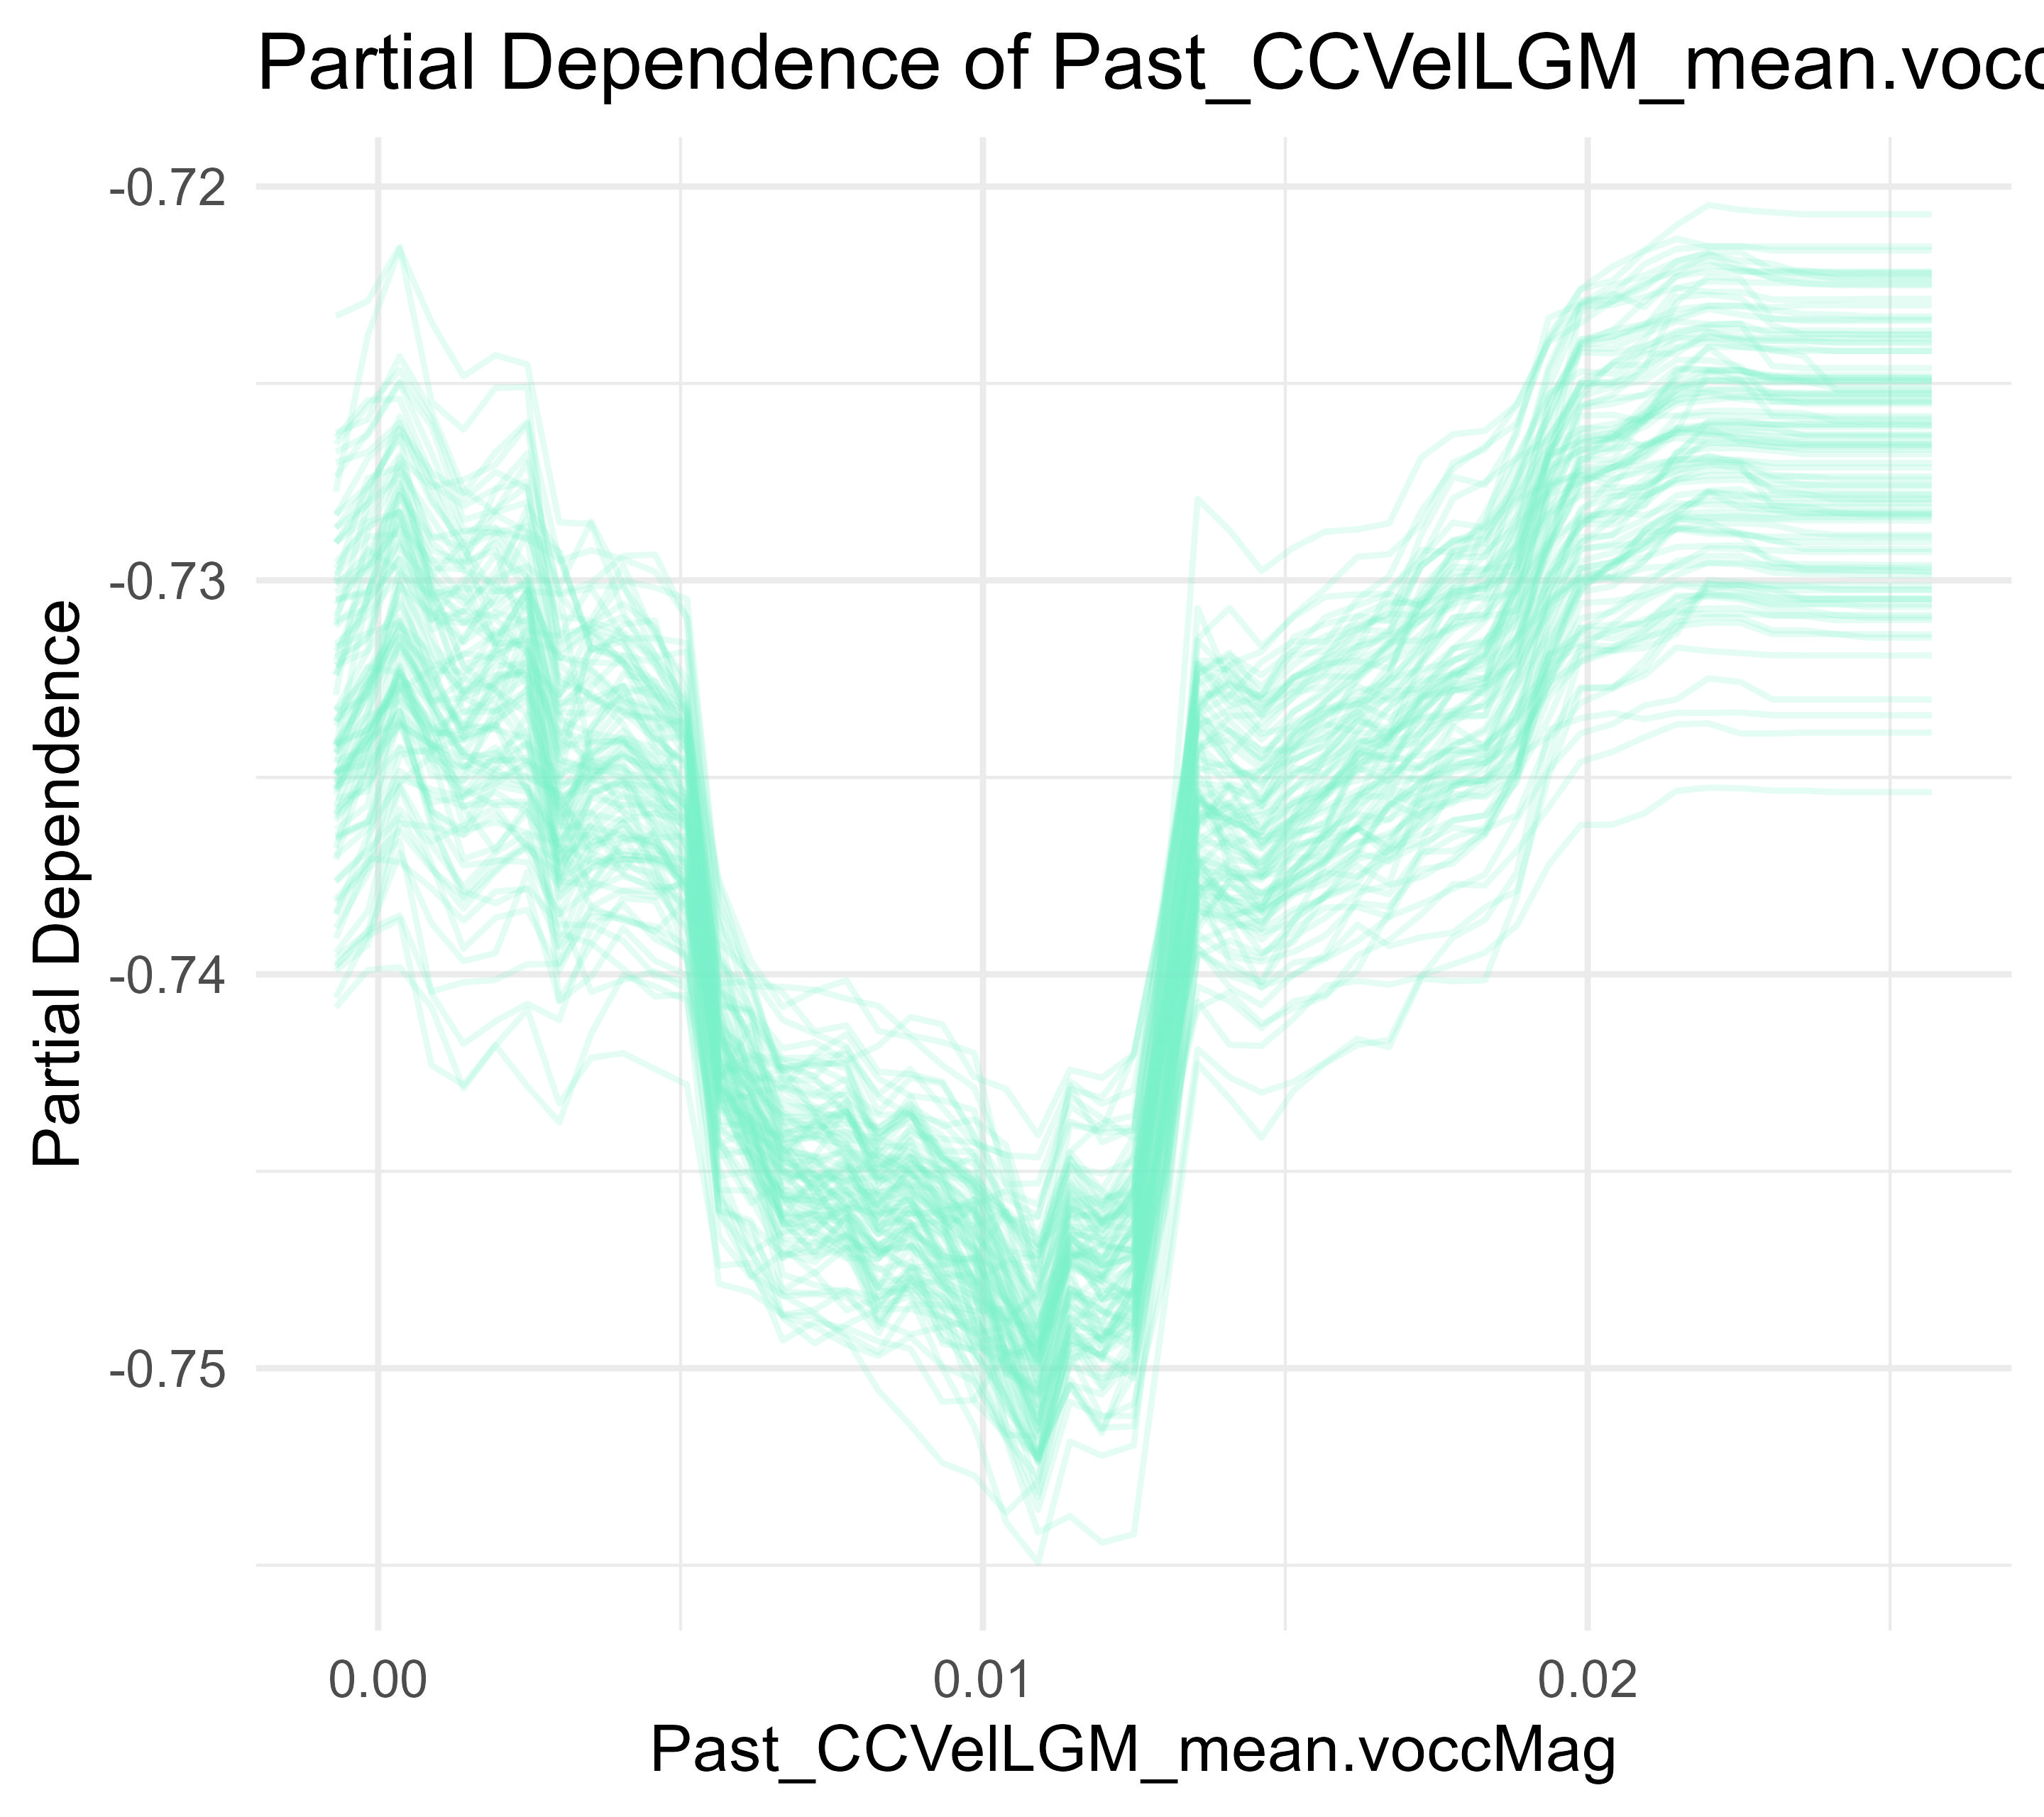 Partial Dependence of Past_CCVelLGM_mean.vocc
-0.72
-0.73
-0.74
-0.75
Partial Dependence
0.00
0.01
0.02
Past_CCVelLGM_mean.voccMag